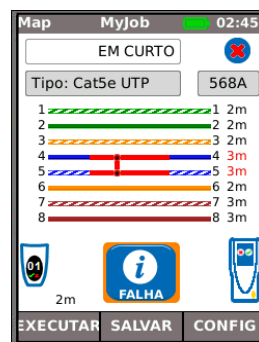 Map MyJob 02:45
EM CURTO
Tipo: Cat5e UTP 568A
1 1 2m
2 2 2m
3 3 2m
4 4 3m
5 5 3m
6 6 2m
7 7 3m
8 8 3m
01
2m
i
FALHA
EXECUTAR SALVAR CONFIG